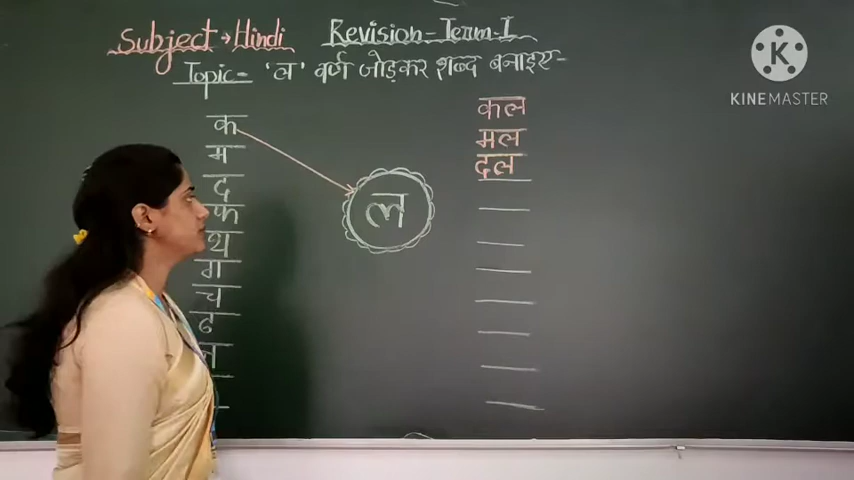 Subject → Hindi Revision-Term-I
Topic - 'ल' वर्ण जोड़कर शब्द बनाइए-
क
म
द
फ
थ
ग
च
ढ
ल
कल
मल
दल
K
KINEMASTER